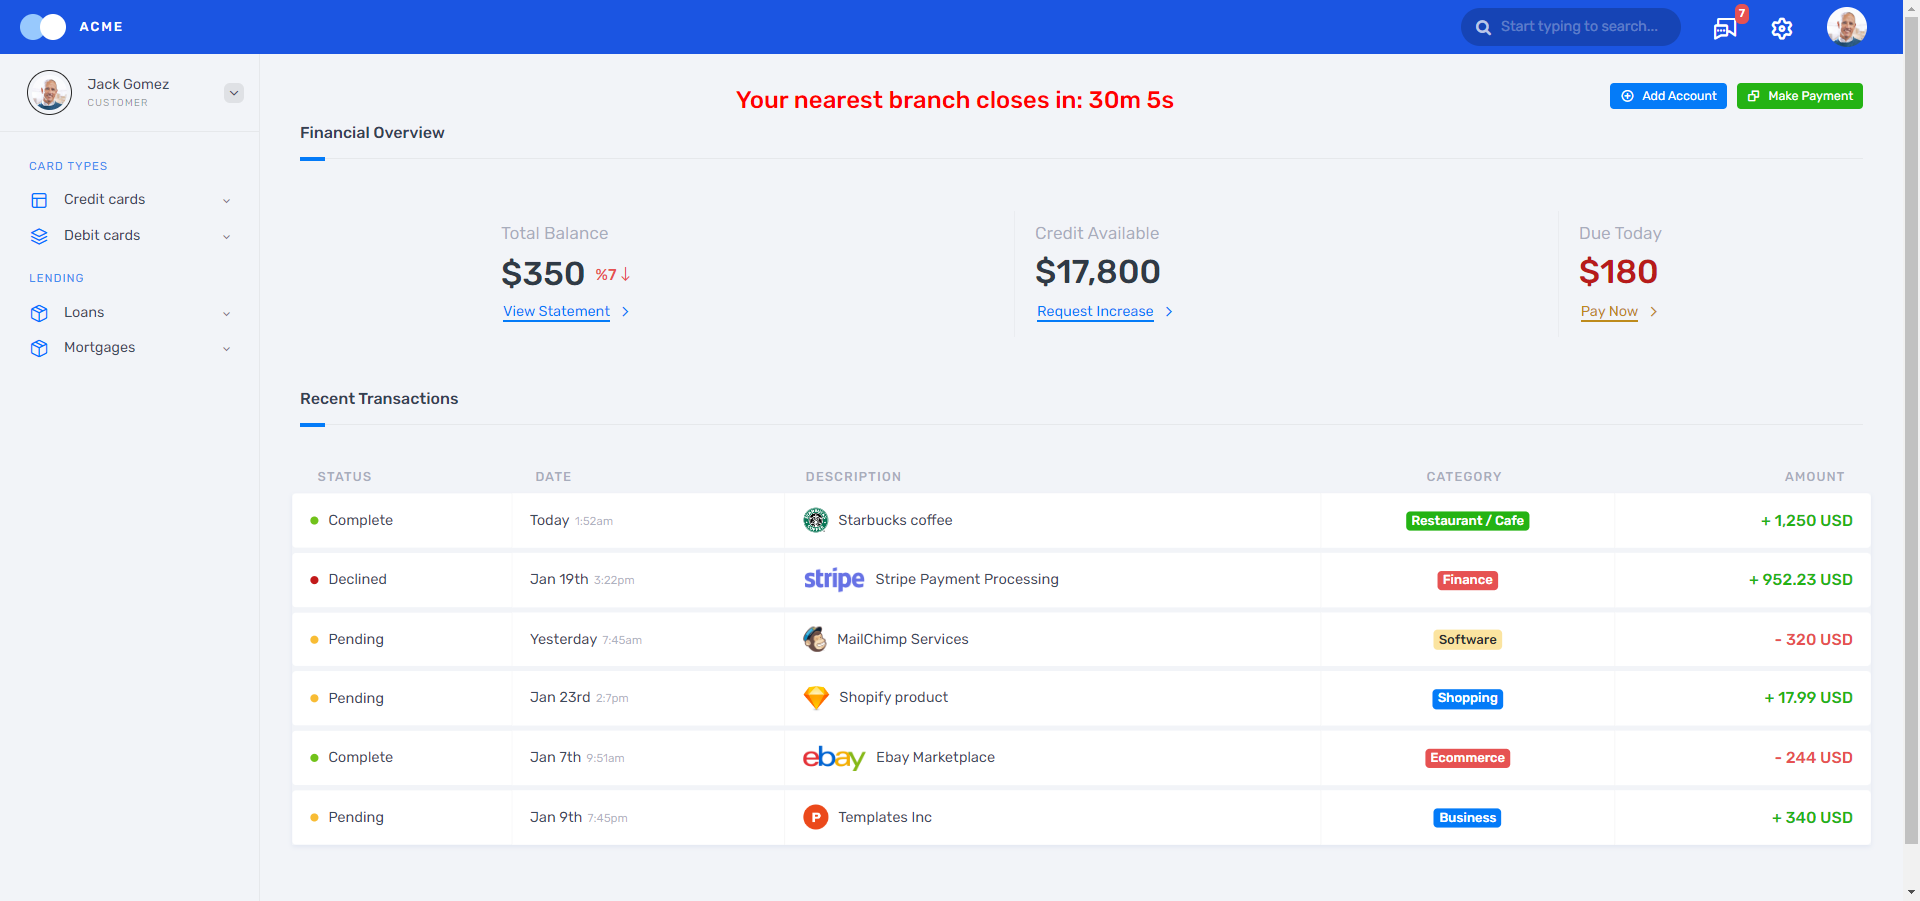 ACME
Start typing to search...
7
Jack Gomez
CUSTOMER
Your nearest branch closes in: 30m 5s
Add Account
Make Payment
Financial Overview
CARD TYPES
Credit cards
Debit cards
LENDING
Loans
Mortgages
Total Balance
$350 %7
View Statement
Credit Available
$17,800
Request Increase
Due Today
$180
Pay Now
Recent Transactions
STATUS DATE DESCRIPTION CATEGORY AMOUNT
Complete Today 1:52am Starbucks coffee Restaurant / Cafe + 1,250 USD
Declined Jan 19th 3:22pm stripe Stripe Payment Processing Finance + 952.23 USD
Pending Yesterday 7:45am MailChimp Services Software - 320 USD
Pending Jan 23rd 2:7pm Shopify product Shopping + 17.99 USD
Complete Jan 7th 9:51am ebay Ebay Marketplace Ecommerce - 244 USD
Pending Jan 9th 7:45pm P Templates Inc Business + 340 USD